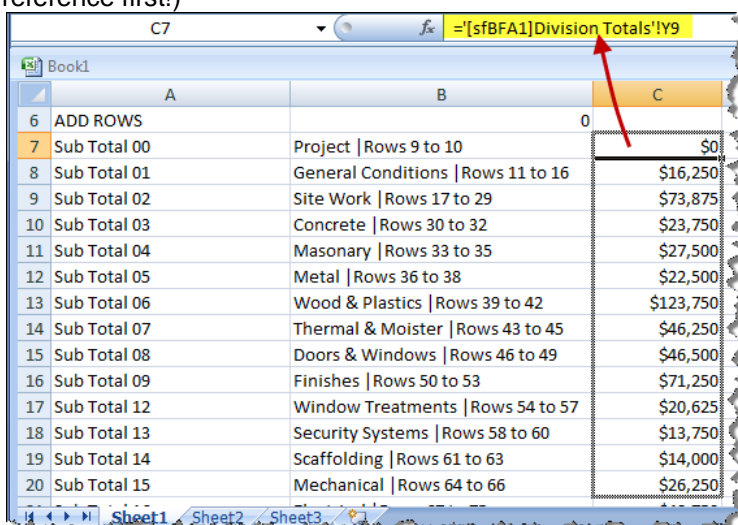 reference first!)
C7 fx ='[sfBFA1]Division Totals'!Y9
Book1
A B C
6 ADD ROWS 0
7 Sub Total 00 Project |Rows 9 to 10 $0
8 Sub Total 01 General Conditions |Rows 11 to 16 $16,250
9 Sub Total 02 Site Work |Rows 17 to 29 $73,875
10 Sub Total 03 Concrete |Rows 30 to 32 $23,750
11 Sub Total 04 Masonary |Rows 33 to 35 $27,500
12 Sub Total 05 Metal |Rows 36 to 38 $22,500
13 Sub Total 06 Wood & Plastics |Rows 39 to 42 $123,750
14 Sub Total 07 Thermal & Moister |Rows 43 to 45 $46,250
15 Sub Total 08 Doors & Windows |Rows 46 to 49 $46,500
16 Sub Total 09 Finishes |Rows 50 to 53 $71,250
17 Sub Total 12 Window Treatments |Rows 54 to 57 $20,625
18 Sub Total 13 Security Systems |Rows 58 to 60 $13,750
19 Sub Total 14 Scaffolding |Rows 61 to 63 $14,000
20 Sub Total 15 Mechanical |Rows 64 to 66 $26,250
Sheet1 Sheet2 Sheet3